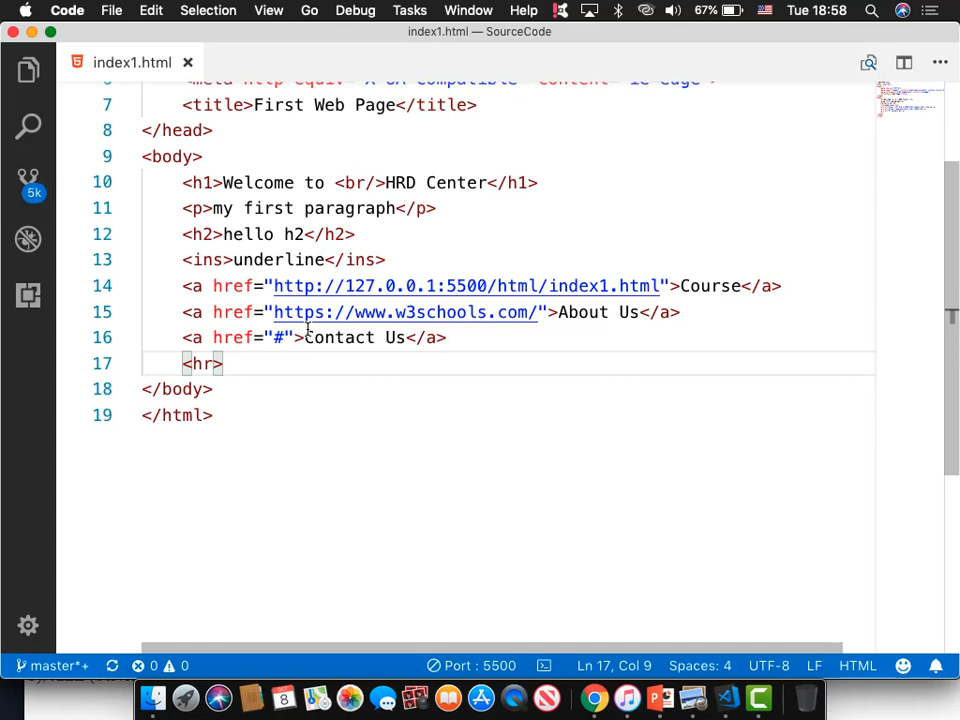 Code File Edit Selection View Go Debug Tasks Window Help 67% Tue 18:58
index1.html — SourceCode
index1.html
7 <title>First Web Page</title>
8 </head>
9 <body>
10 <h1>Welcome to <br/>HRD Center</h1>
11 <p>my first paragraph</p>
12 <h2>hello h2</h2>
13 <ins>underline</ins>
14 <a href="http://127.0.0.1:5500/html/index1.html">Course</a>
15 <a href="https://www.w3schools.com/">About Us</a>
16 <a href="#">Contact Us</a>
17 <hr>
18 </body>
19 </html>
5k
master*+ 0 0 Port : 5500 Ln 17, Col 9 Spaces: 4 UTF-8 LF HTML
8